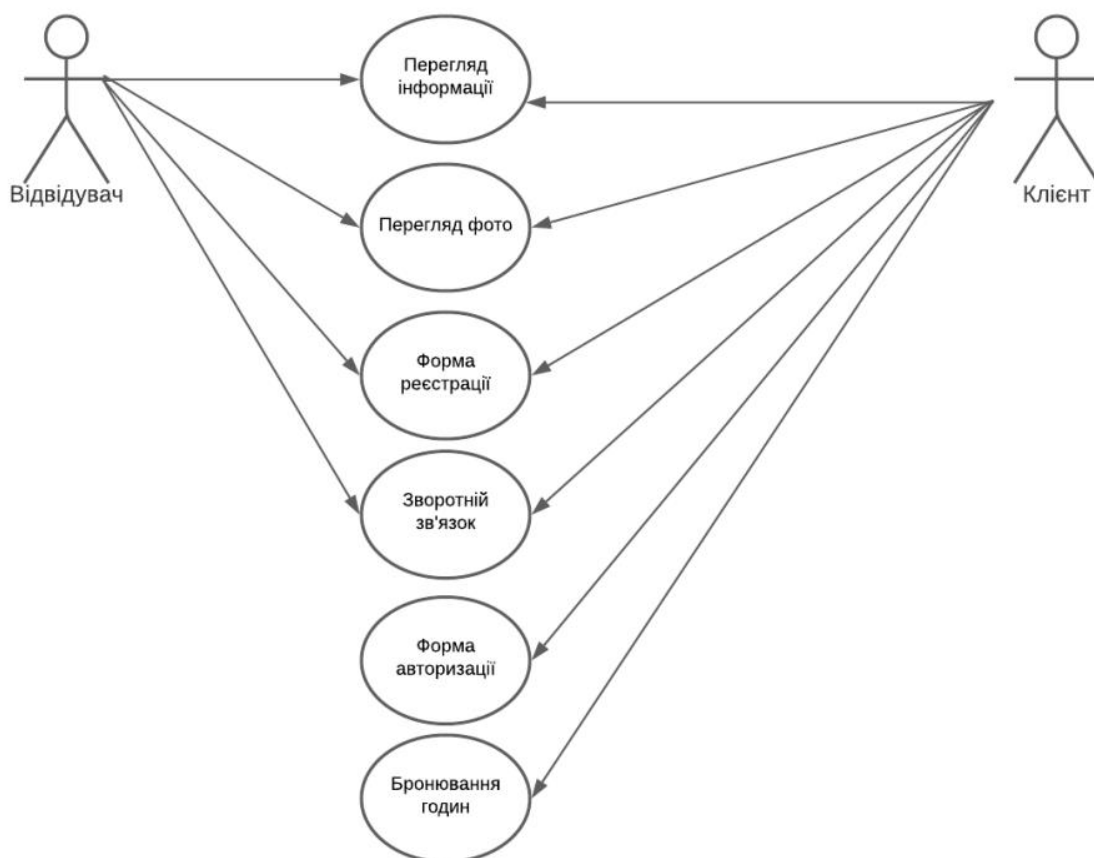 Перегляд
інформації
Відвідувач
Клієнт
Перегляд фото
Форма
реєстрації
Зворотній
зв'язок
Форма
авторизації
Бронювання
годин